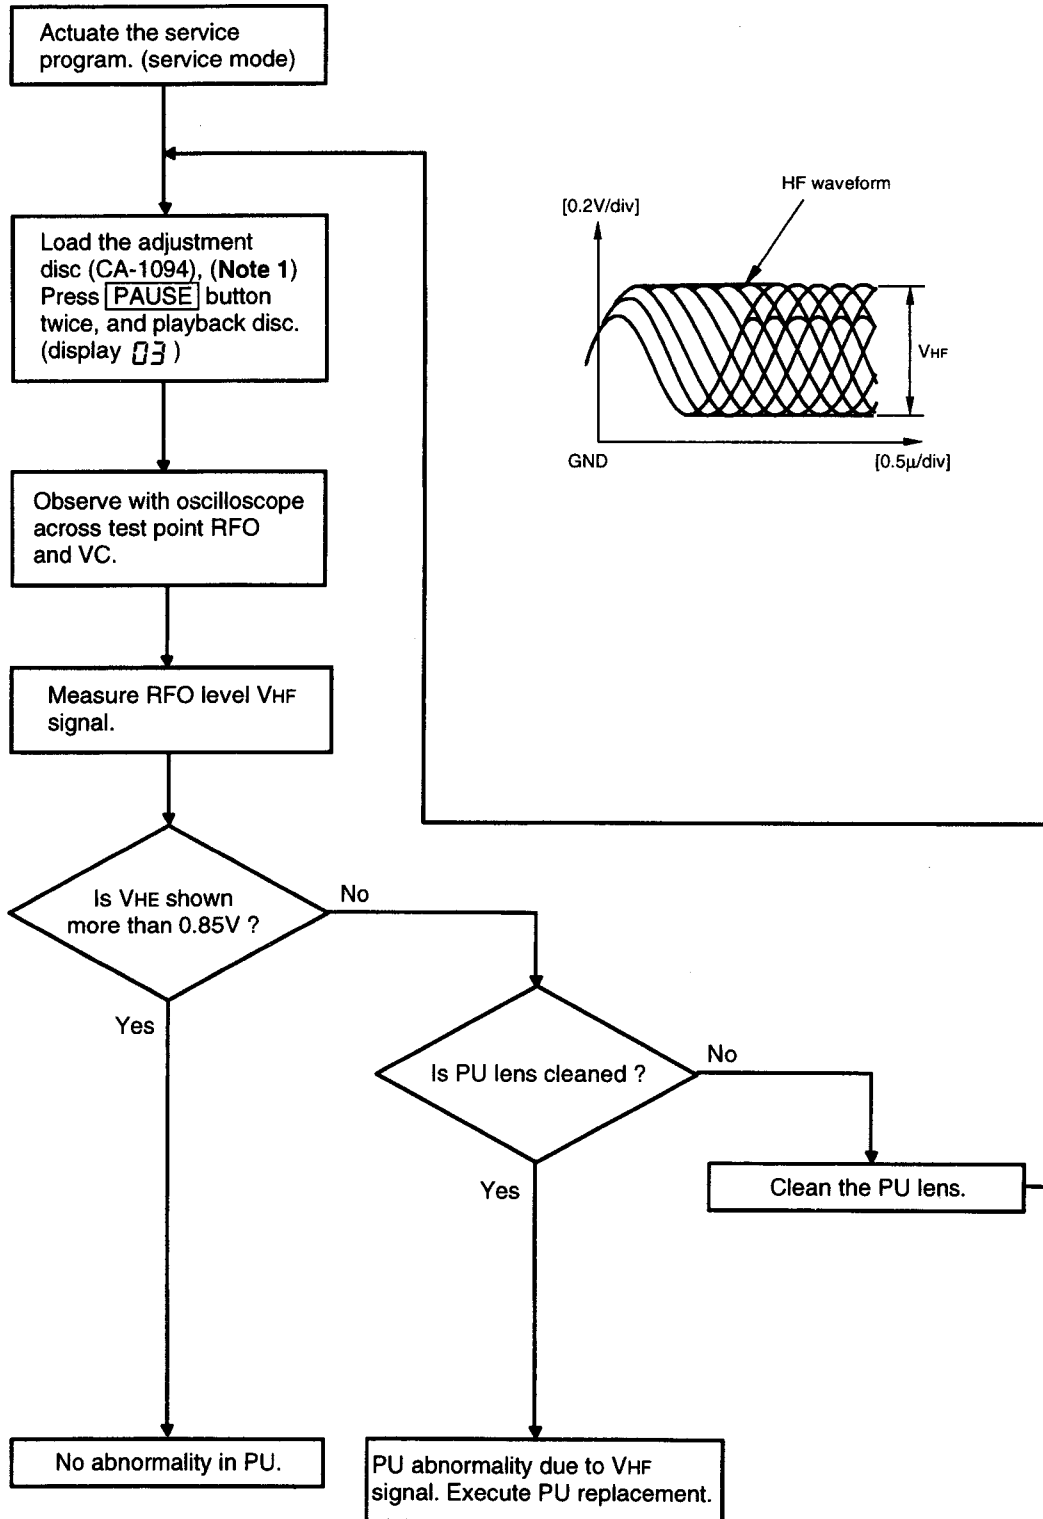 Actuate the service
program. (service mode)
Load the adjustment
disc (CA-1094), (Note 1)
Press PAUSE button
twice, and playback disc.
(display 03)
HF waveform
[0.2V/div]
VHF
GND
[0.5µ/div]
Observe with oscilloscope
across test point RFO
and VC.
Measure RFO level VHF
signal.
Is VHE shown
more than 0.85V ?
No
Yes
Is PU lens cleaned ?
No
Yes
Clean the PU lens.
No abnormality in PU.
PU abnormality due to VHF
signal. Execute PU replacement.